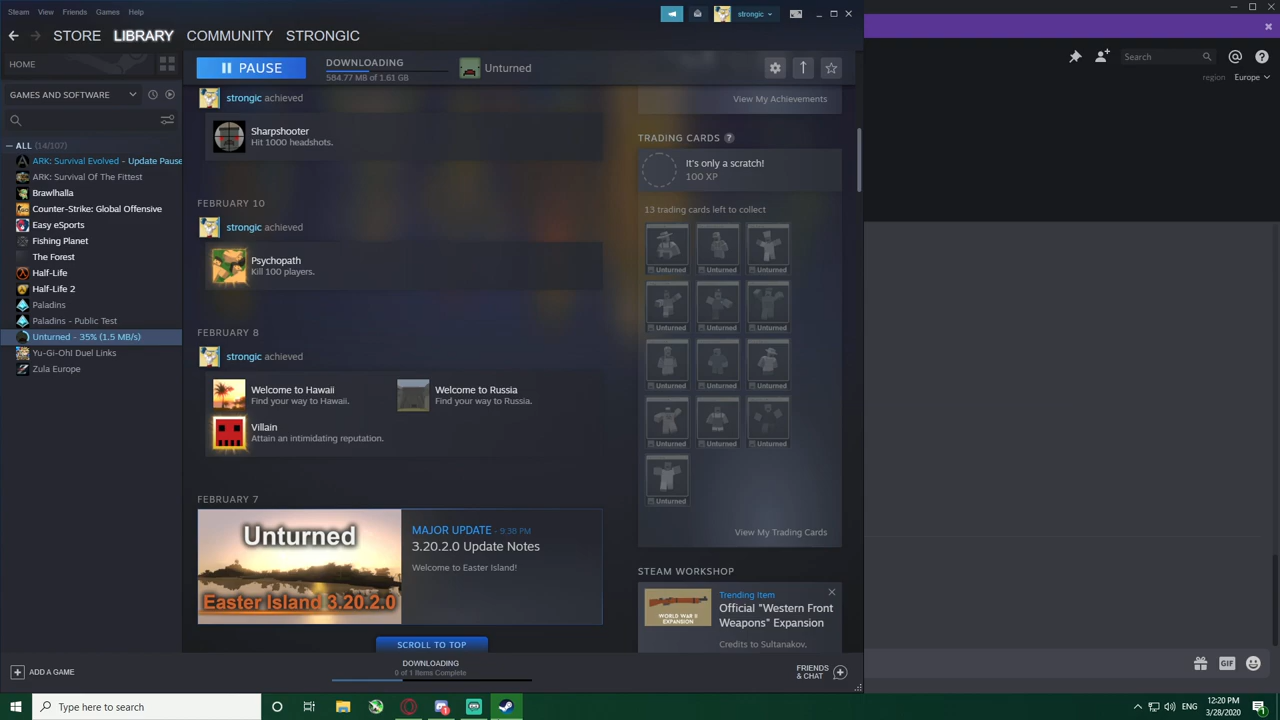 Steam View Friends Games Help
strongic
STORE LIBRARY COMMUNITY STRONGIC
HOME
GAMES AND SOFTWARE
ALL (14/107)
ARK: Survival Evolved - Update Pause
ARK: Survival Of The Fittest
Brawlhalla
Counter-Strike: Global Offensive
Easy eSports
Fishing Planet
The Forest
Half-Life
Half-Life 2
Paladins
Paladins - Public Test
Unturned - 35% (1.5 MB/s)
Yu-Gi-Oh! Duel Links
Zula Europe
ADD A GAME
PAUSE
DOWNLOADING
584.77 MB of 1.61 GB
Unturned
strongic achieved
Sharpshooter
Hit 1000 headshots.
FEBRUARY 10
strongic achieved
Psychopath
Kill 100 players.
FEBRUARY 8
strongic achieved
Welcome to Hawaii
Find your way to Hawaii.
Welcome to Russia
Find your way to Russia.
Villain
Attain an intimidating reputation.
FEBRUARY 7
Unturned
Easter Island 3.20.2.0
MAJOR UPDATE - 9:38 PM
3.20.2.0 Update Notes
Welcome to Easter Island!
SCROLL TO TOP
DOWNLOADING
0 of 1 Items Complete
View My Achievements
TRADING CARDS ?
It's only a scratch!
100 XP
13 trading cards left to collect
Unturned Unturned Unturned
Unturned Unturned Unturned
Unturned Unturned Unturned
Unturned Unturned Unturned
Unturned
View My Trading Cards
STEAM WORKSHOP
WORLD WAR II
EXPANSION
Trending Item
Official "Western Front
Weapons" Expansion
Credits to Sultanakov,
FRIENDS
& CHAT
Search
region
Europe
GIF
Type here to search
ENG
12:20 PM
3/28/2020
1